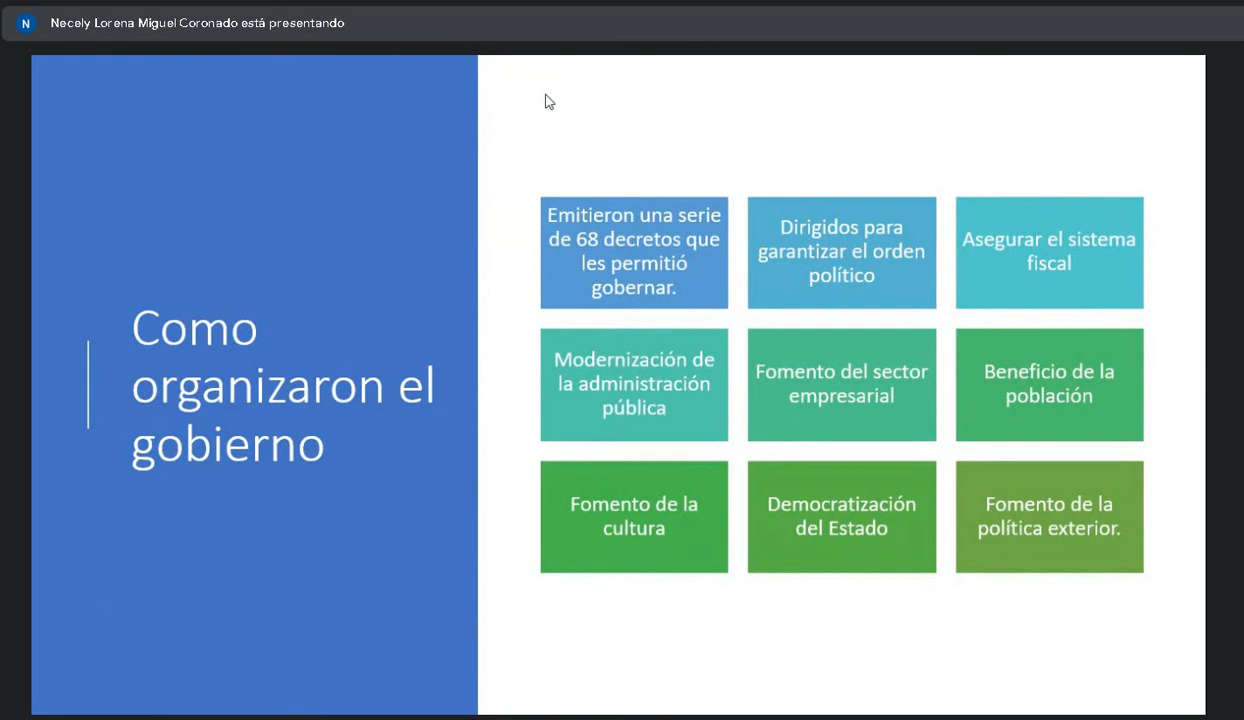 N
Necely Lorena Miguel Coronado está presentando
Como
organizaron el
gobierno
Emitieron una serie
de 68 decretos que
les permitió
gobernar.
Dirigidos para
garantizar el orden
político
Asegurar el sistema
fiscal
Modernización de
la administración
pública
Fomento del sector
empresarial
Beneficio de la
población
Fomento de la
cultura
Democratización
del Estado
Fomento de la
política exterior.